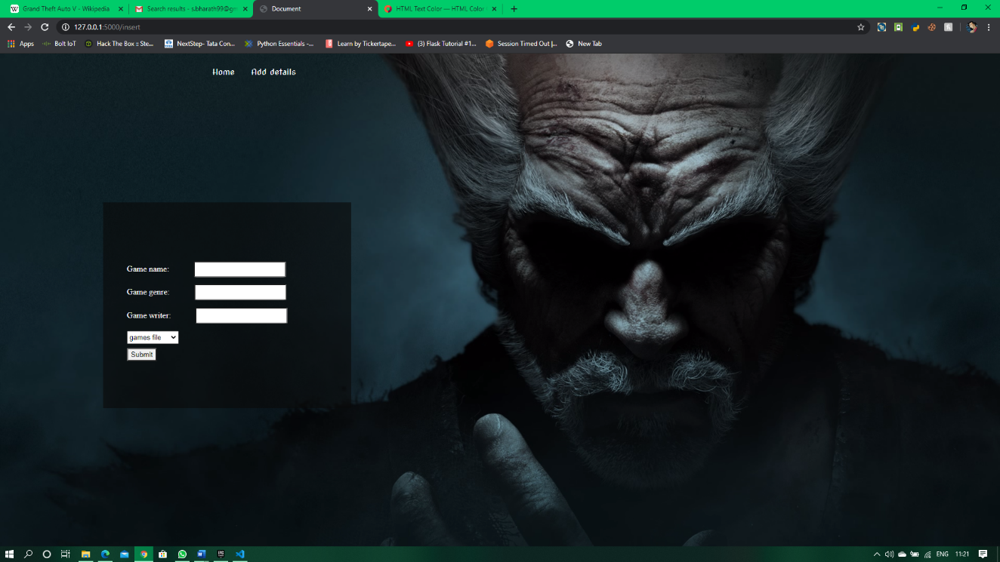 Grand Theft Auto V - Wikipedia
Search results - s.bharath99@gm
Document
HTML Text Color — HTML Color
127.0.0.1:5000/insert
Apps
Bolt IoT
Hack The Box :: Ste...
NextStep- Tata Con...
Python Essentials -...
Learn by Tickertape...
(3) Flask Tutorial #1...
Session Timed Out |...
New Tab
Home
Add details
Game name:
Game genre:
Game writer:
games file
Submit
ENG
11:21